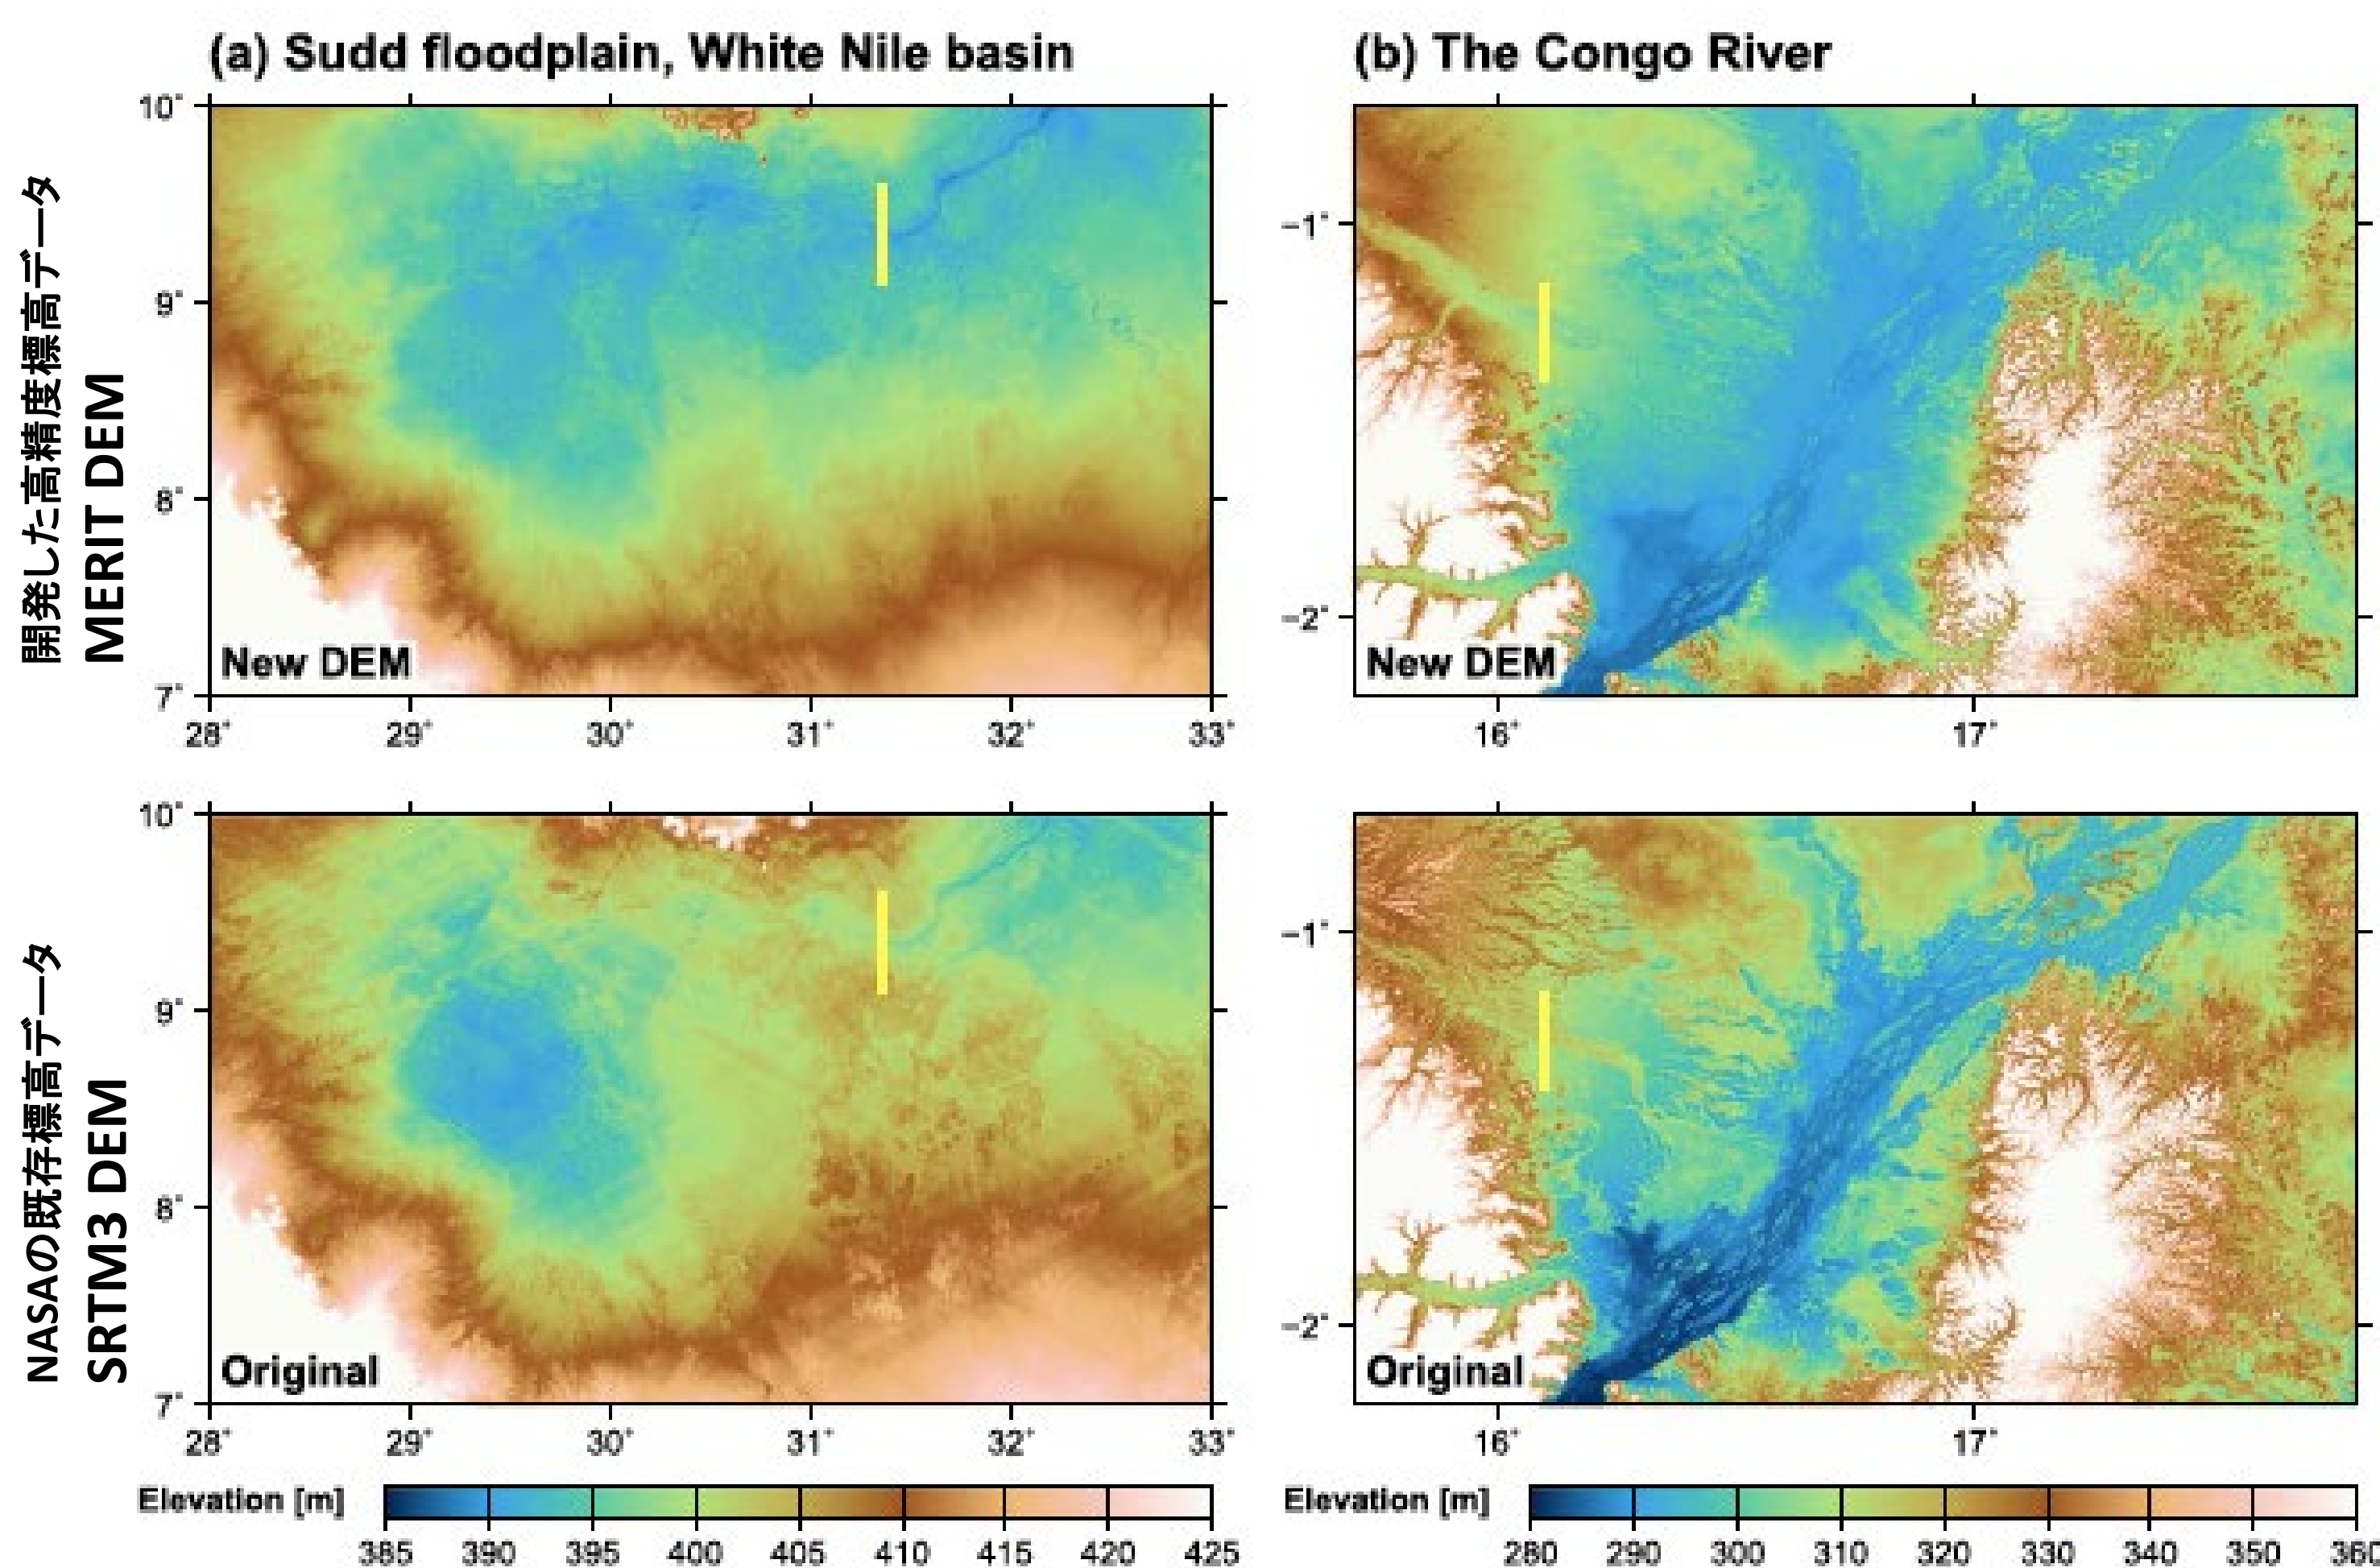 (a) Sudd floodplain, White Nile basin
(b) The Congo River
開発した高精度標高データ
MERIT DEM
10°
9°
8°
7°
New DEM
28° 29° 30° 31° 32° 33°
−1°
−2°
New DEM
16° 17°
NASAの既存標高データ
SRTM3 DEM
10°
9°
8°
7°
Original
28° 29° 30° 31° 32° 33°
−1°
−2°
Original
16° 17°
Elevation [m]
385 390 395 400 405 410 415 420 425
Elevation [m]
280 290 300 310 320 330 340 350 360